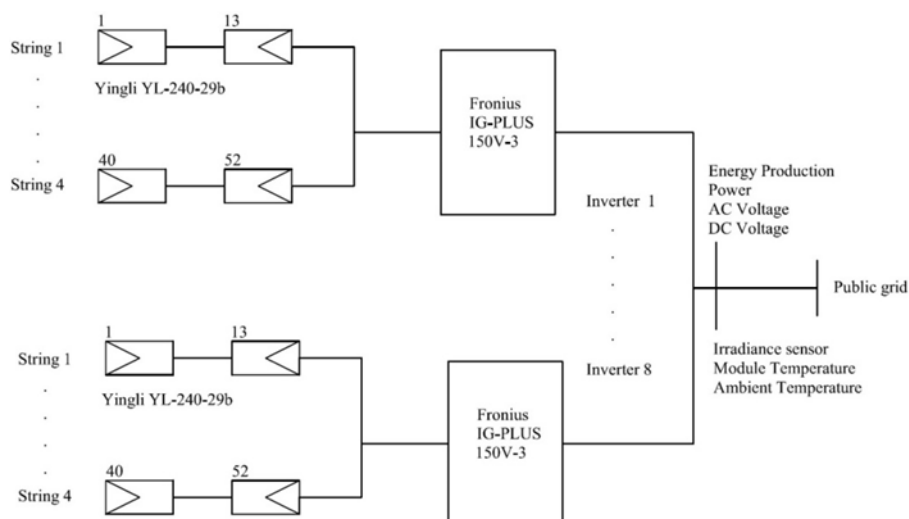 1 13
String 1
Yingli YL-240-29b
40 52
String 4
Fronius
IG-PLUS
150V-3
Inverter 1
Energy Production
Power
AC Voltage
DC Voltage
Public grid
Irradiance sensor
Module Temperature
Ambient Temperature
Inverter 8
1 13
String 1
Yingli YL-240-29b
40 52
String 4
Fronius
IG-PLUS
150V-3